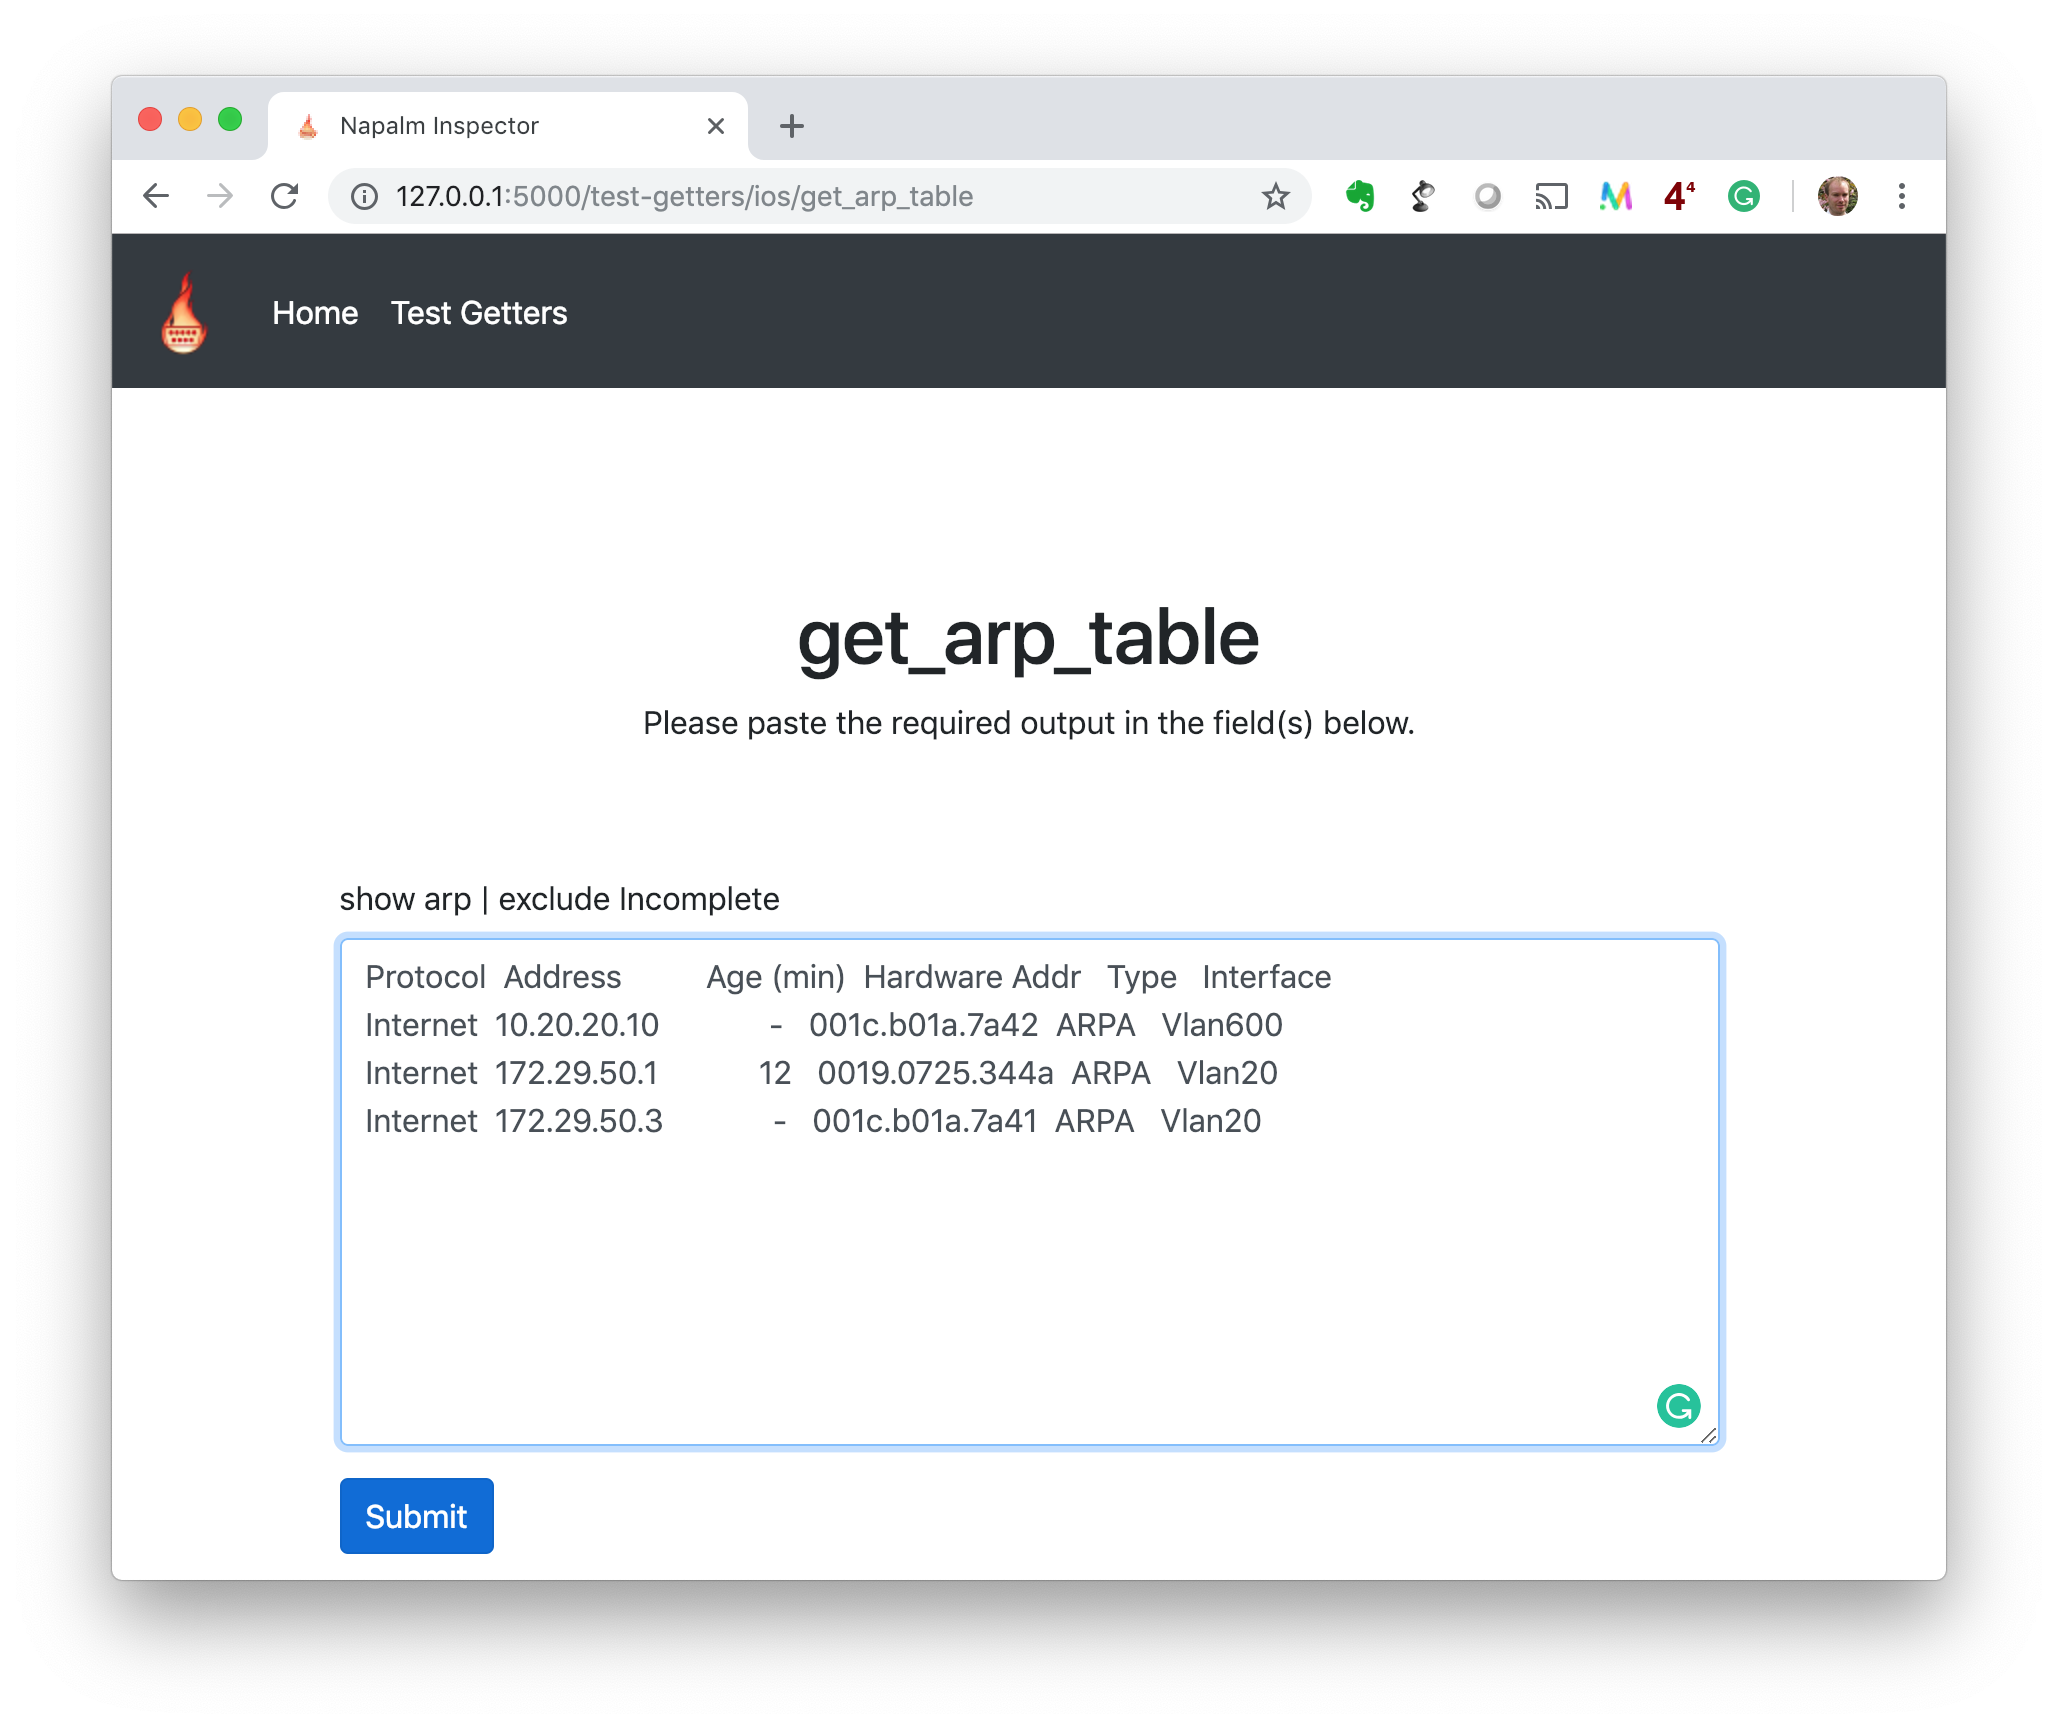 Napalm Inspector
127.0.0.1:5000/test-getters/ios/get_arp_table
4⁴
Home Test Getters
get_arp_table
Please paste the required output in the field(s) below.
show arp | exclude Incomplete
Protocol Address Age (min) Hardware Addr Type Interface
Internet 10.20.20.10 - 001c.b01a.7a42 ARPA Vlan600
Internet 172.29.50.1 12 0019.0725.344a ARPA Vlan20
Internet 172.29.50.3 - 001c.b01a.7a41 ARPA Vlan20
Submit